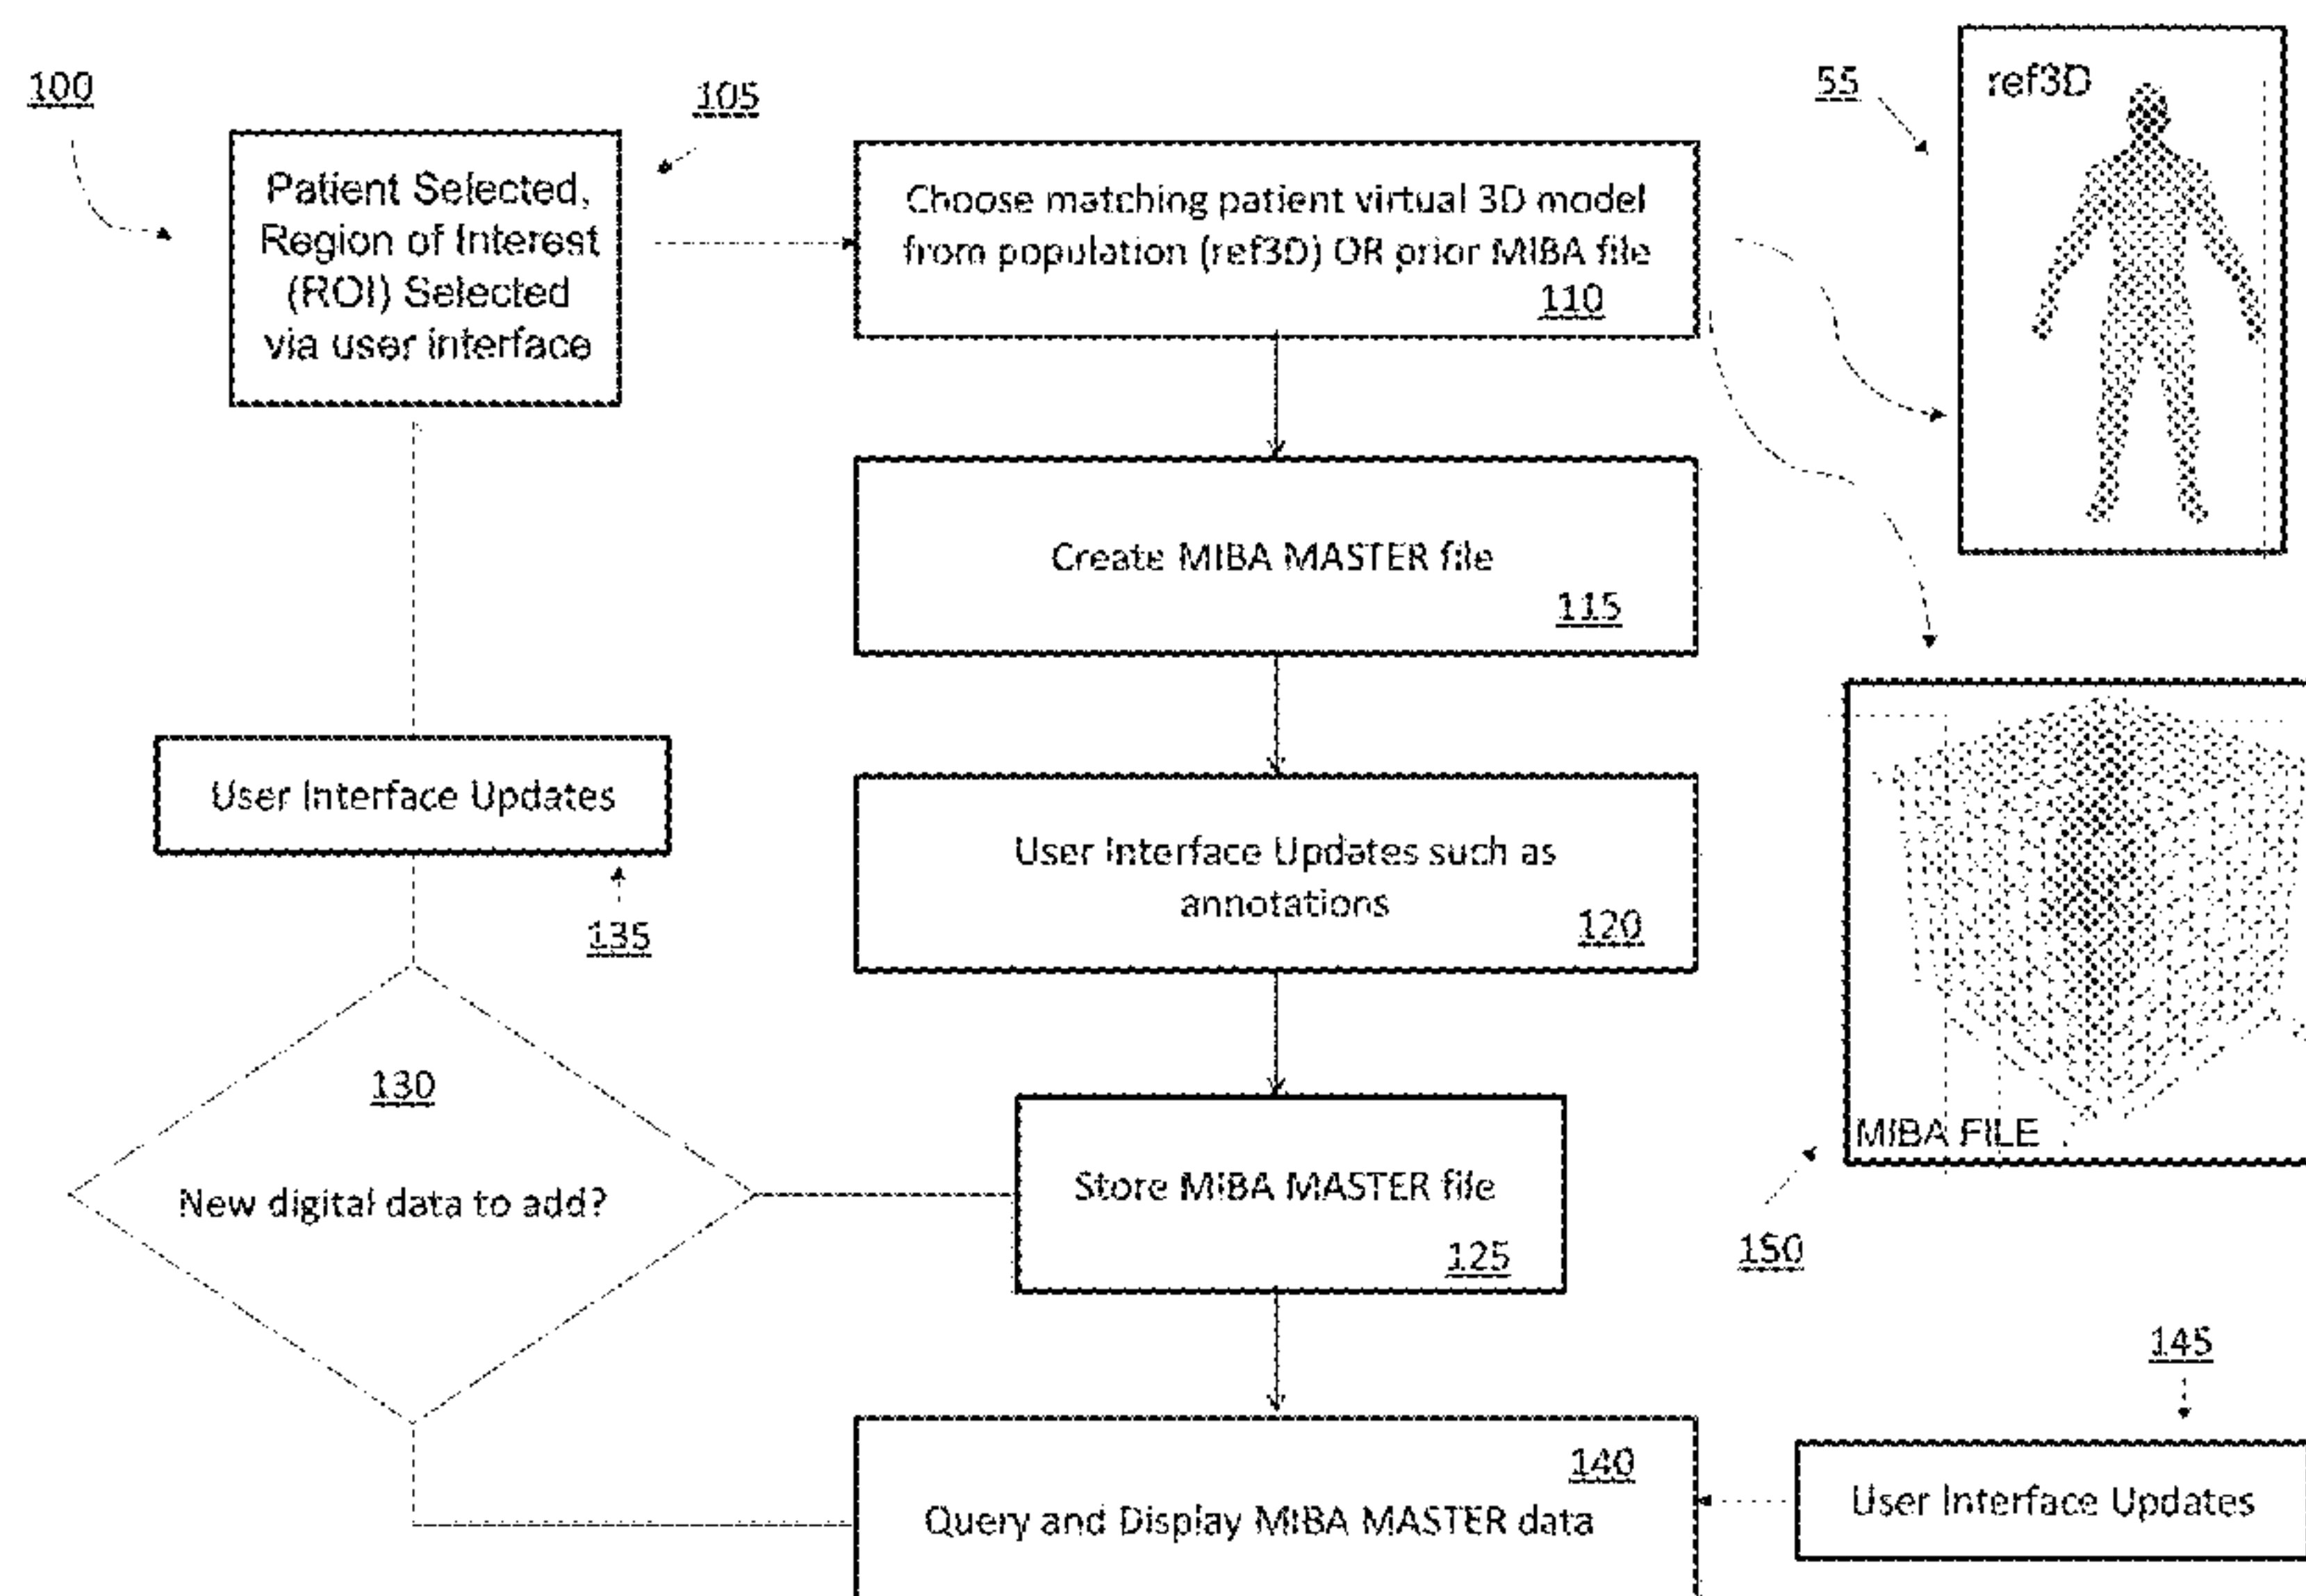 100
105
Patient Selected,
Region of Interest
(ROI) Selected
via user interface
Choose matching patient virtual 3D model
from population (ref3D) OR prior MIBA file
110
55
ref3D
Create MIBA MASTER file
115
User Interface Updates
135
User Interface Updates such as
annotations
120
130
New digital data to add?
Store MIBA MASTER file
125
MIBA FILE
150
145
140
Query and Display MIBA MASTER data
User Interface Updates